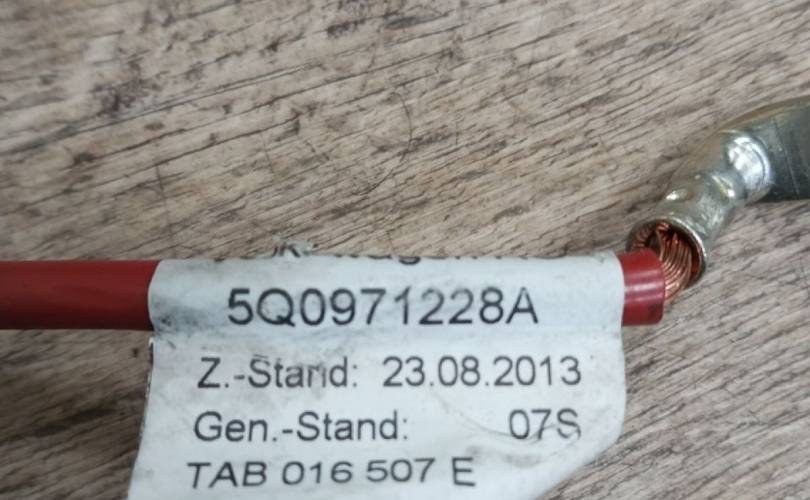 5Q0971228A
Z.-Stand: 23.08.2013
Gen.-Stand: 07S
TAB 016 507 E